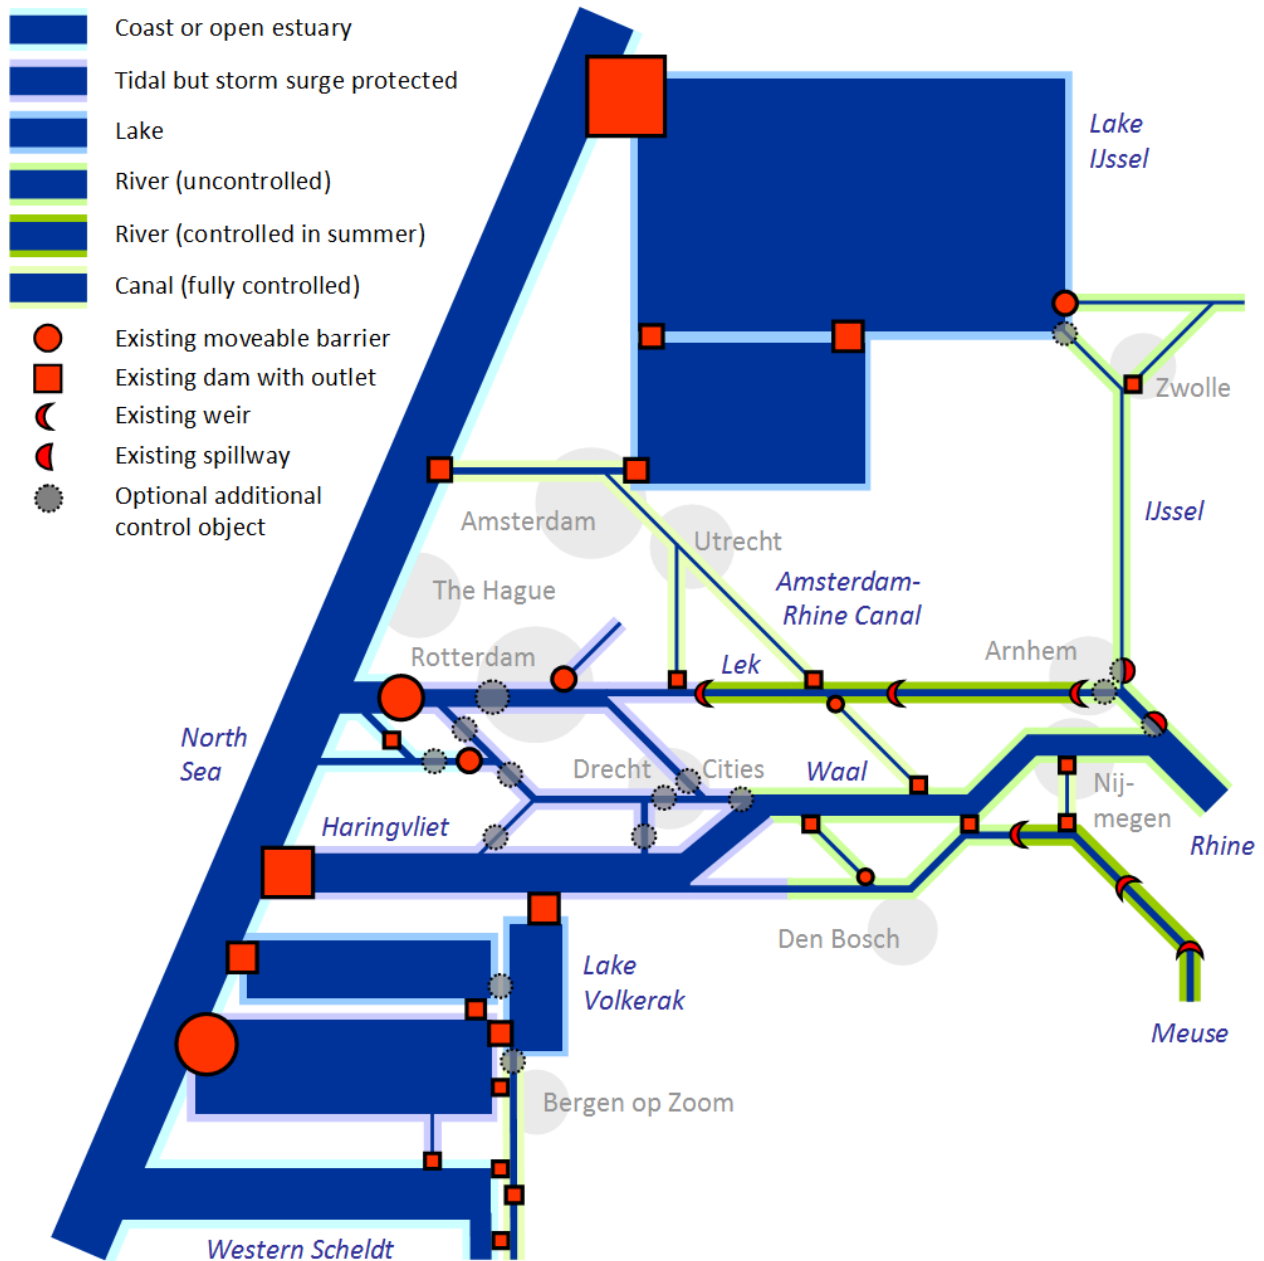 Coast or open estuary
Tidal but storm surge protected
Lake
River (uncontrolled)
River (controlled in summer)
Canal (fully controlled)
Existing moveable barrier
Existing dam with outlet
Existing weir
Existing spillway
Optional additional
control object
Lake
IJssel
Zwolle
IJssel
Amsterdam
Utrecht
The Hague
Amsterdam-
Rhine Canal
Rotterdam
Lek
Arnhem
North
Sea
Drecht
Cities
Waal
Nij-
megen
Haringvliet
Rhine
Den Bosch
Lake
Volkerak
Meuse
Bergen op Zoom
Western Scheldt